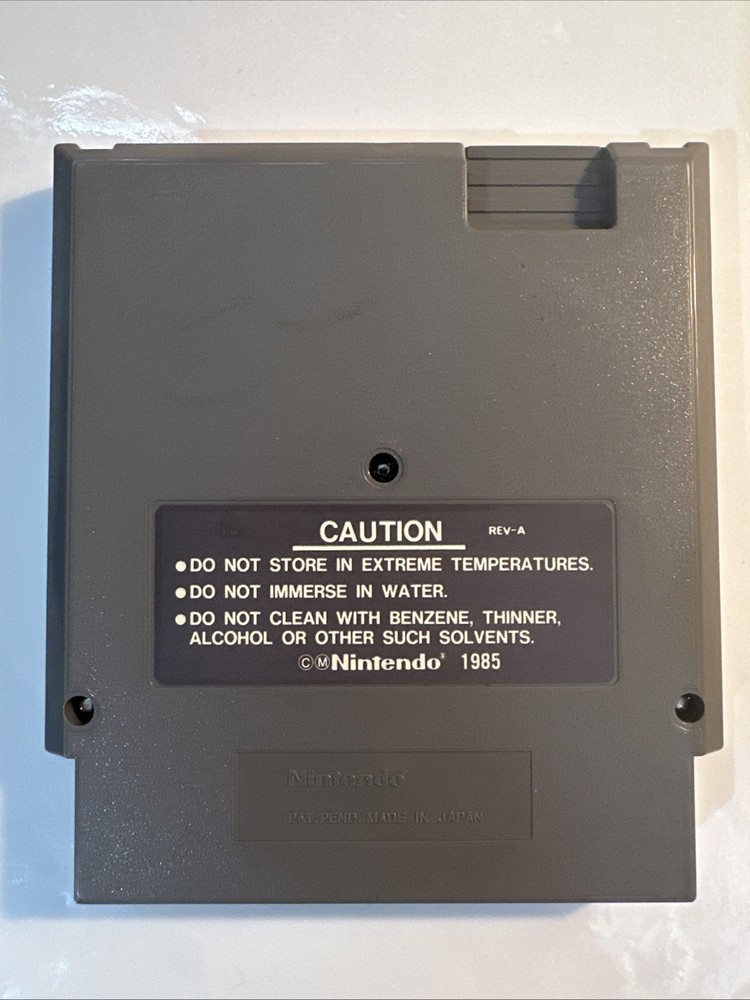 CAUTION REV-A
●DO NOT STORE IN EXTREME TEMPERATURES.
●DO NOT IMMERSE IN WATER.
●DO NOT CLEAN WITH BENZENE, THINNER,
ALCOHOL OR OTHER SUCH SOLVENTS.
©Ⓜ Nintendo® 1985
Nintendo®
PAT. PEND. MADE IN JAPAN